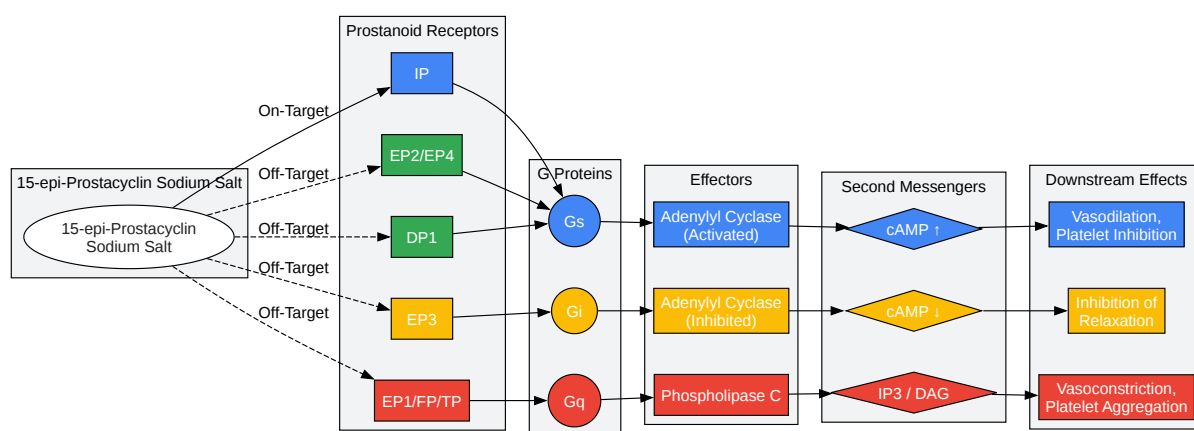 Prostanoid Receptors
IP
On-Target
EP2/EP4
Off-Target
15-epi-Prostacyclin Sodium Salt
15-epi-Prostacyclin
Sodium Salt
Off-Target
DP1
Off-Target
EP3
Off-Target
EP1/FP/TP
G Proteins
Gs
Gi
Gq
Effectors
Adenylyl Cyclase
(Activated)
Adenylyl Cyclase
(Inhibited)
Phospholipase C
Second Messengers
cAMP ↑
cAMP ↓
IP3 / DAG
Downstream Effects
Vasodilation,
Platelet Inhibition
Inhibition of
Relaxation
Vasoconstriction,
Platelet Aggregation